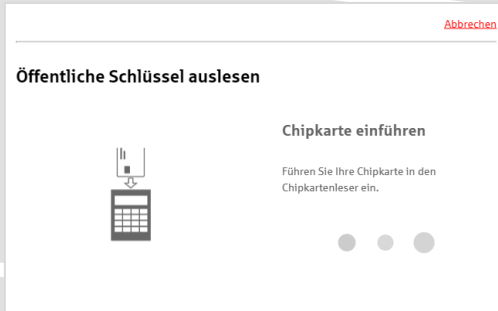 Abbrechen
Öffentliche Schlüssel auslesen
Chipkarte einführen
Führen Sie Ihre Chipkarte in den
Chipkartenleser ein.